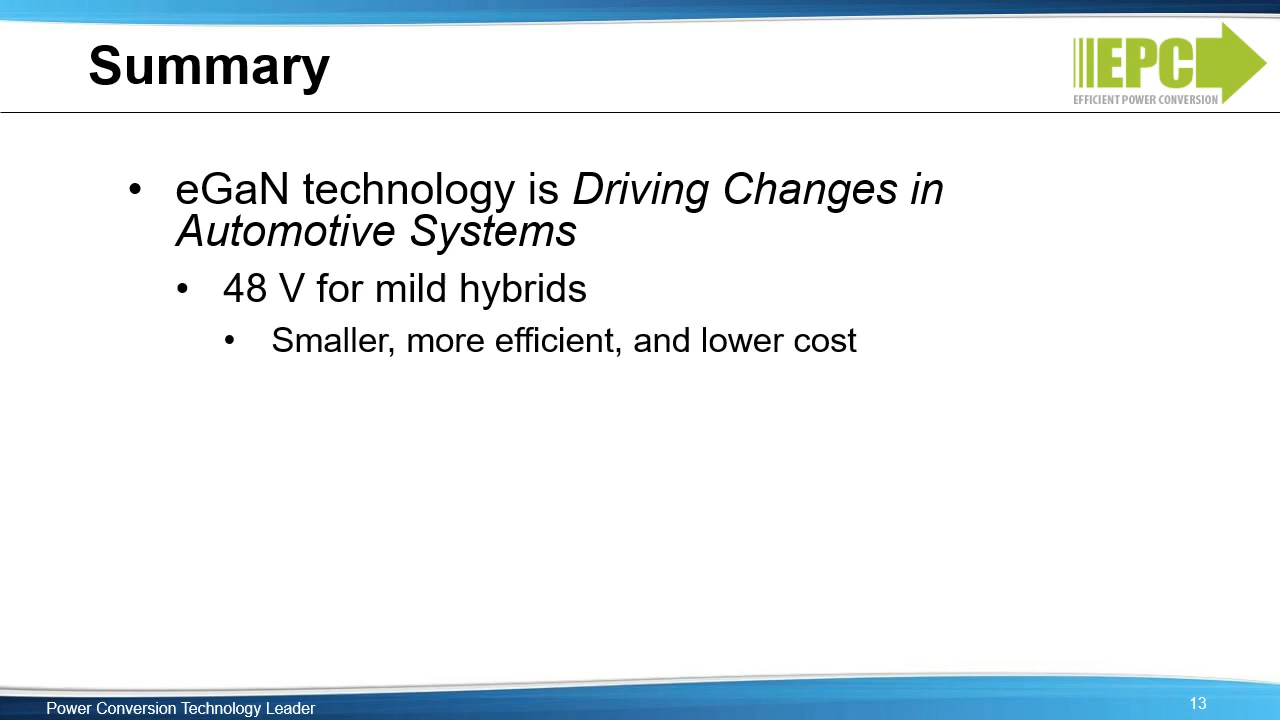 Summary
EPC
EFFICIENT POWER CONVERSION
• eGaN technology is Driving Changes in
Automotive Systems
• 48 V for mild hybrids
• Smaller, more efficient, and lower cost
Power Conversion Technology Leader
13